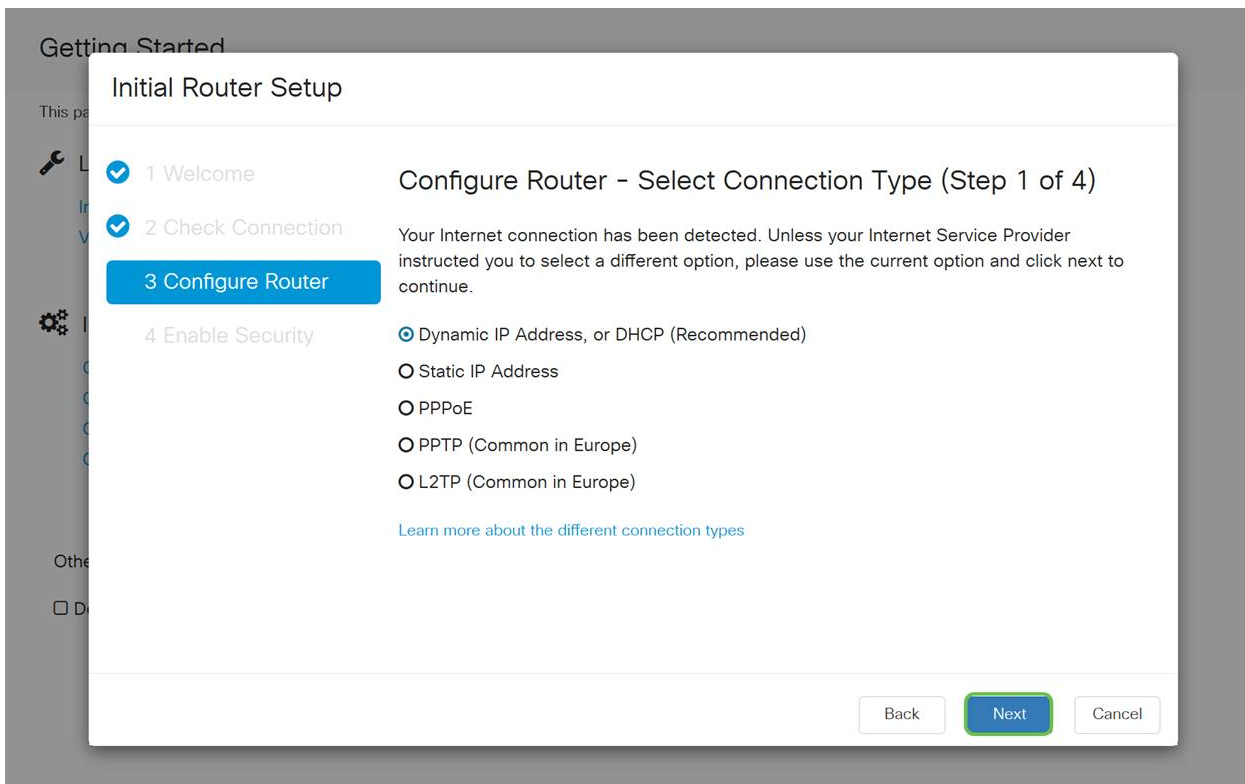 Getting Started
Initial Router Setup
This
1 Welcome
Configure Router - Select Connection Type (Step 1 of 4)
2 Check Connection
Your Internet connection has been detected. Unless your Internet Service Provider
instructed you to select a different option, please use the current option and click next to
continue.
3 Configure Router
4 Enable Security
Dynamic IP Address, or DHCP (Recommended)
Static IP Address
PPPoE
PPTP (Common in Europe)
L2TP (Common in Europe)
Learn more about the different connection types
Back
Next
Cancel